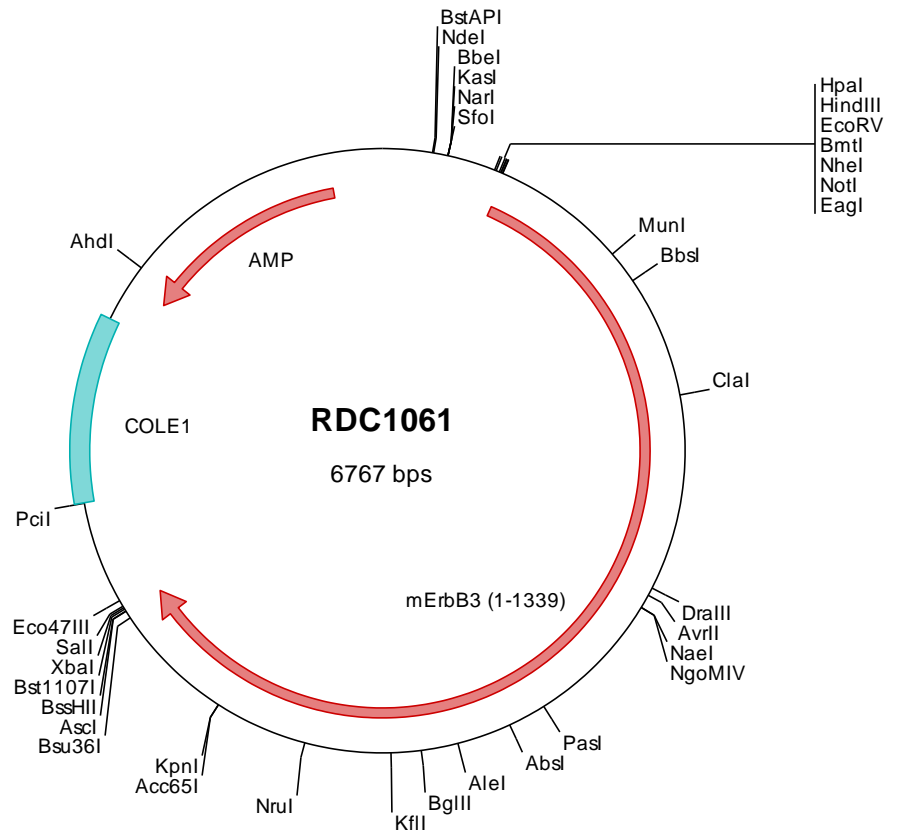 BstAPI
NdeI
BbeI
KasI
NarI
SfoI
HpaI
HindIII
EcoRV
BmtI
NheI
NotI
EagI
MunI
BbsI
AhdI
AMP
ClaI
COLE1
RDC1061
6767 bps
PciI
mErbB3 (1-1339)
DraIII
AvrII
NaeI
NgoMIV
Eco47III
SalI
XbaI
Bst1107I
BssHII
AscI
Bsu36I
PasI
AbsI
KpnI
Acc65I
AleI
BglII
NruI
KflI